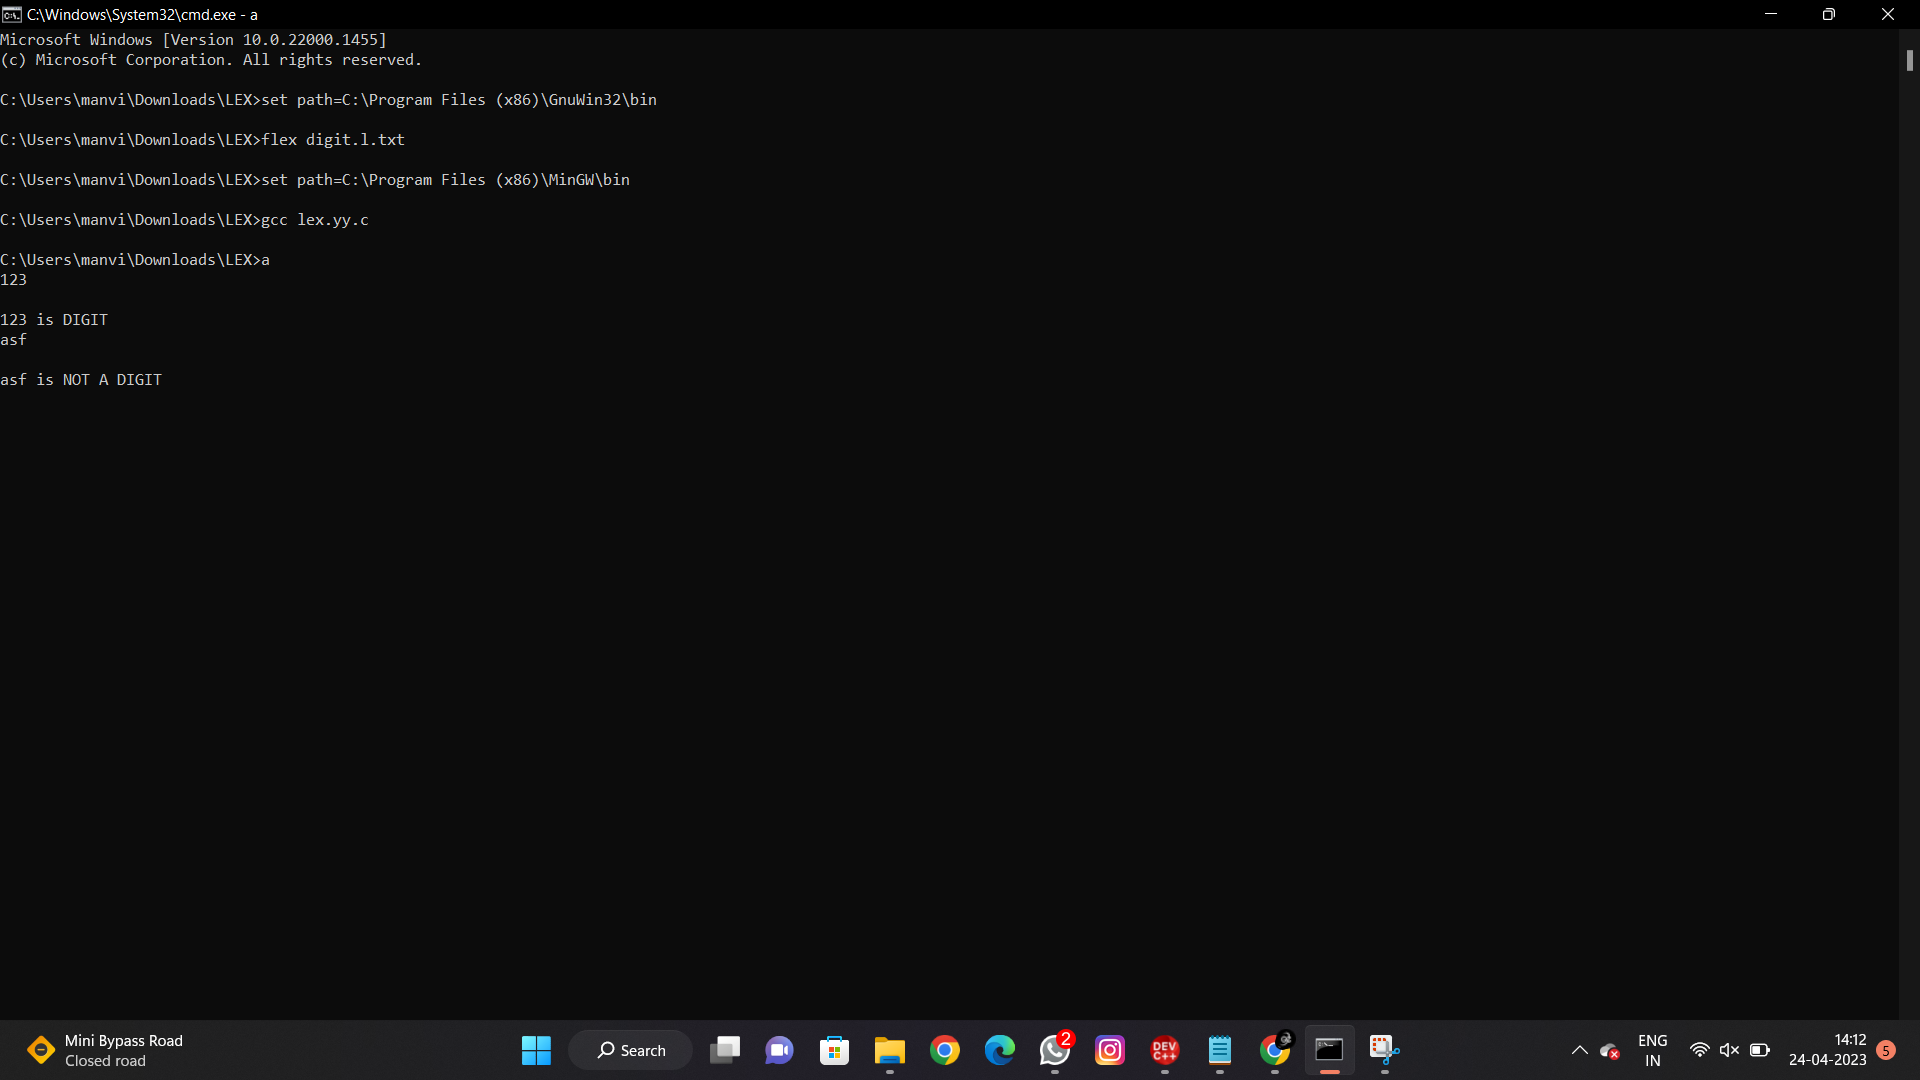 C:\Windows\System32\cmd.exe - a
Microsoft Windows [Version 10.0.22000.1455]
(c) Microsoft Corporation. All rights reserved.
C:\Users\manvi\Downloads\LEX>set path=C:\Program Files (x86)\GnuWin32\bin
C:\Users\manvi\Downloads\LEX>flex digit.l.txt
C:\Users\manvi\Downloads\LEX>set path=C:\Program Files (x86)\MinGW\bin
C:\Users\manvi\Downloads\LEX>gcc lex.yy.c
C:\Users\manvi\Downloads\LEX>a
123
123 is DIGIT
asf
asf is NOT A DIGIT
Mini Bypass Road
Closed road
Search
2
DEV
C++
ENG
IN
14:12
24-04-2023
5